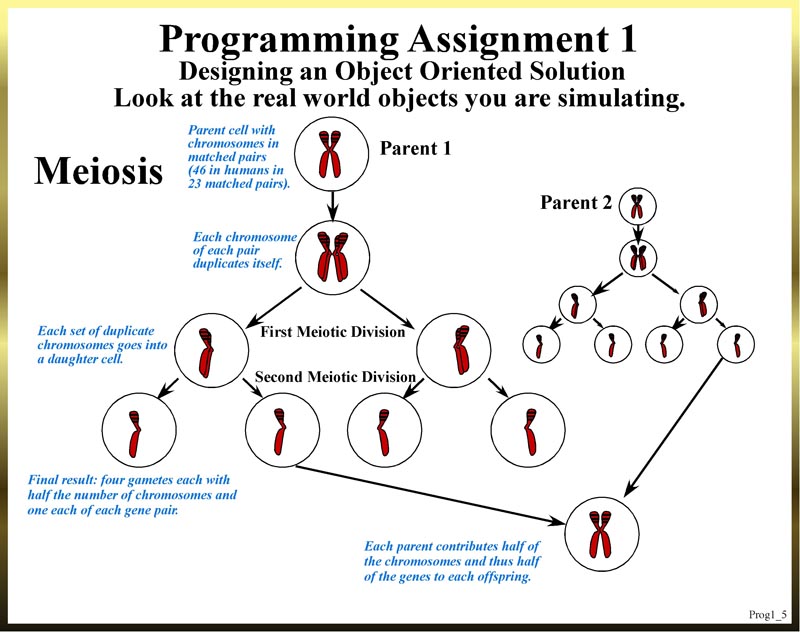 Programming Assignment 1
Designing an Object Oriented Solution
Look at the real world objects you are simulating.
Meiosis
Parent cell with
chromosomes in
matched pairs
(46 in humans in
23 matched pairs).
Parent 1
Parent 2
Each chromosome
of each pair
duplicates itself.
Each set of duplicate
chromosomes goes into
a daughter cell.
First Meiotic Division
Second Meiotic Division
Final result: four gametes each with
half the number of chromosomes and
one each of each gene pair.
Each parent contributes half of
the chromosomes and thus half
of the genes to each offspring.
Prog1_5